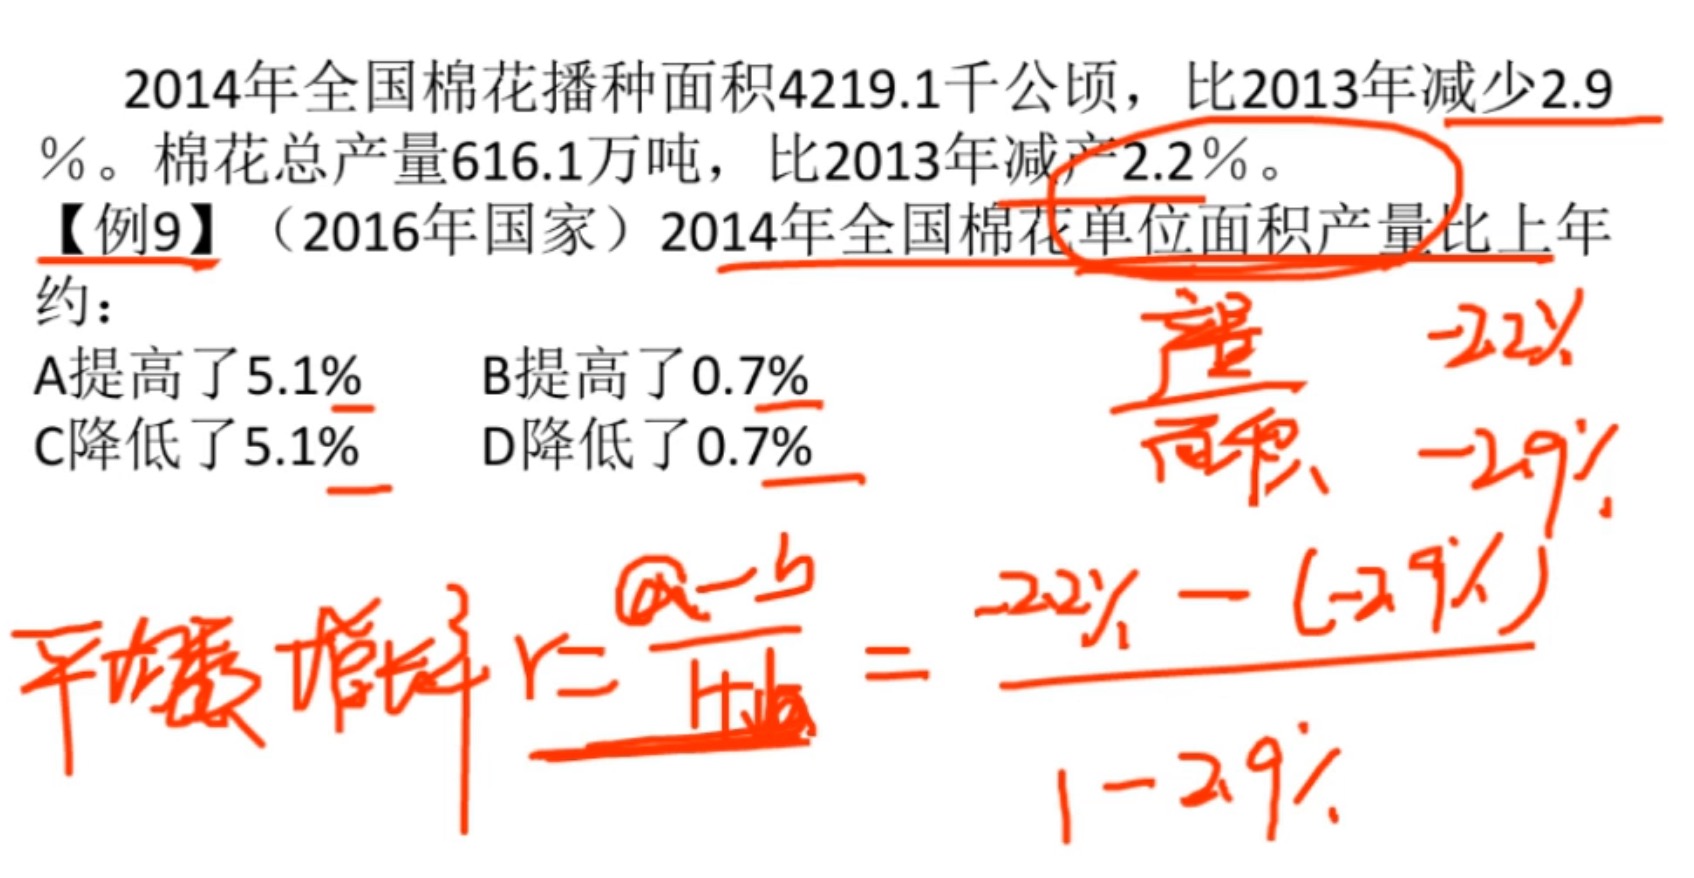 2014年全国棉花播种面积4219.1千公顷，比2013年减少2.9
%。棉花总产量616.1万吨，比2013年减产2.2%。
【例9】（2016年国家）2014年全国棉花单位面积产量比上年
约：
A提高了5.1% B提高了0.7%
C降低了5.1% D降低了0.7%
产量 -2.2%
面积 -2.9%
平均数增长率 r= a-b / 1+b = -2.2%-(-2.9%) / 1-2.9%